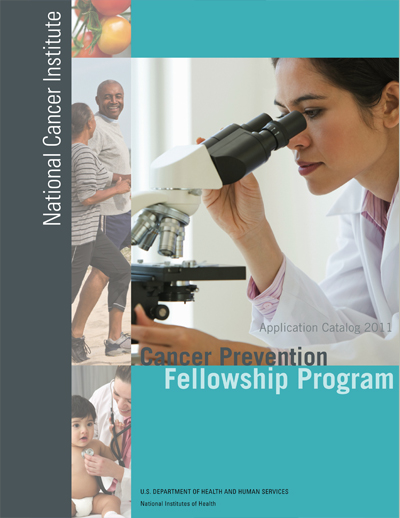 National Cancer Institute
Application Catalog 2011
Cancer Prevention
Fellowship Program
U.S. DEPARTMENT OF HEALTH AND HUMAN SERVICES
National Institutes of Health